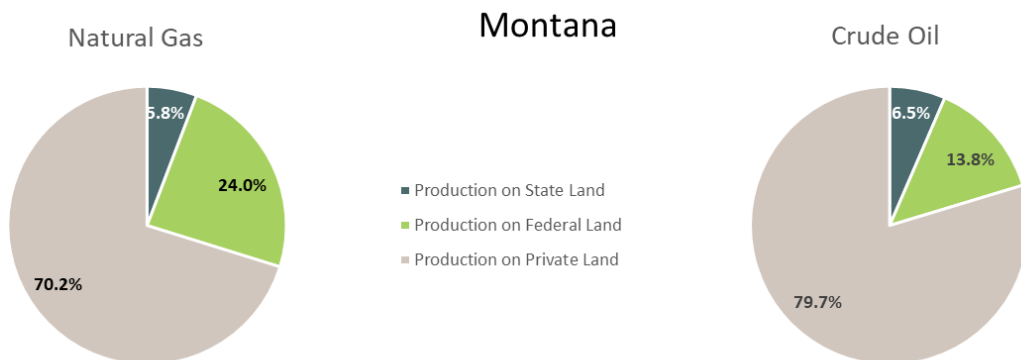 Montana
Natural Gas
5.8%
24.0%
70.2%
Production on State Land
Production on Federal Land
Production on Private Land
Crude Oil
6.5%
13.8%
79.7%